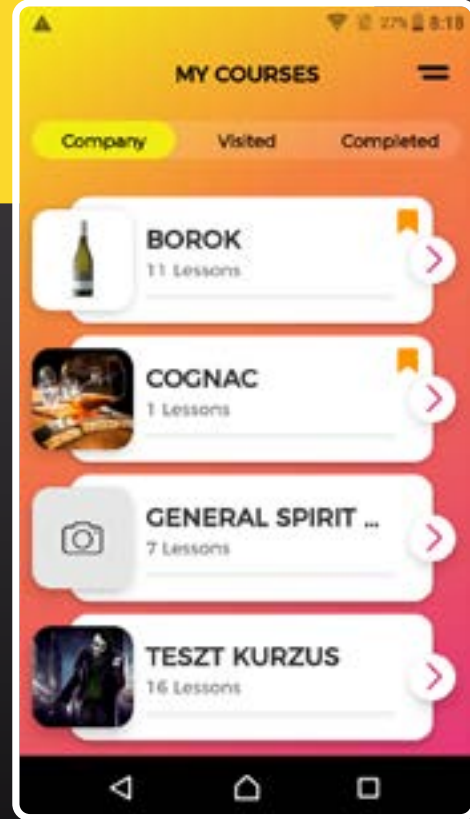 27% 8:18
MY COURSES
Company Visited Completed
BOROK
11 Lessons
COGNAC
1 Lessons
GENERAL SPIRIT ...
7 Lessons
TESZT KURZUS
16 Lessons